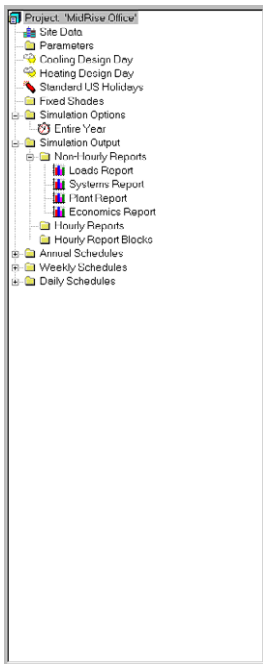 Project: 'MidRise Office'
Site Data
Parameters
Cooling Design Day
Heating Design Day
Standard US Holidays
Fixed Shades
Simulation Options
Entire Year
Simulation Output
Non-Hourly Reports
Loads Report
Systems Report
Plant Report
Economics Report
Hourly Reports
Hourly Report Blocks
Annual Schedules
Weekly Schedules
Daily Schedules